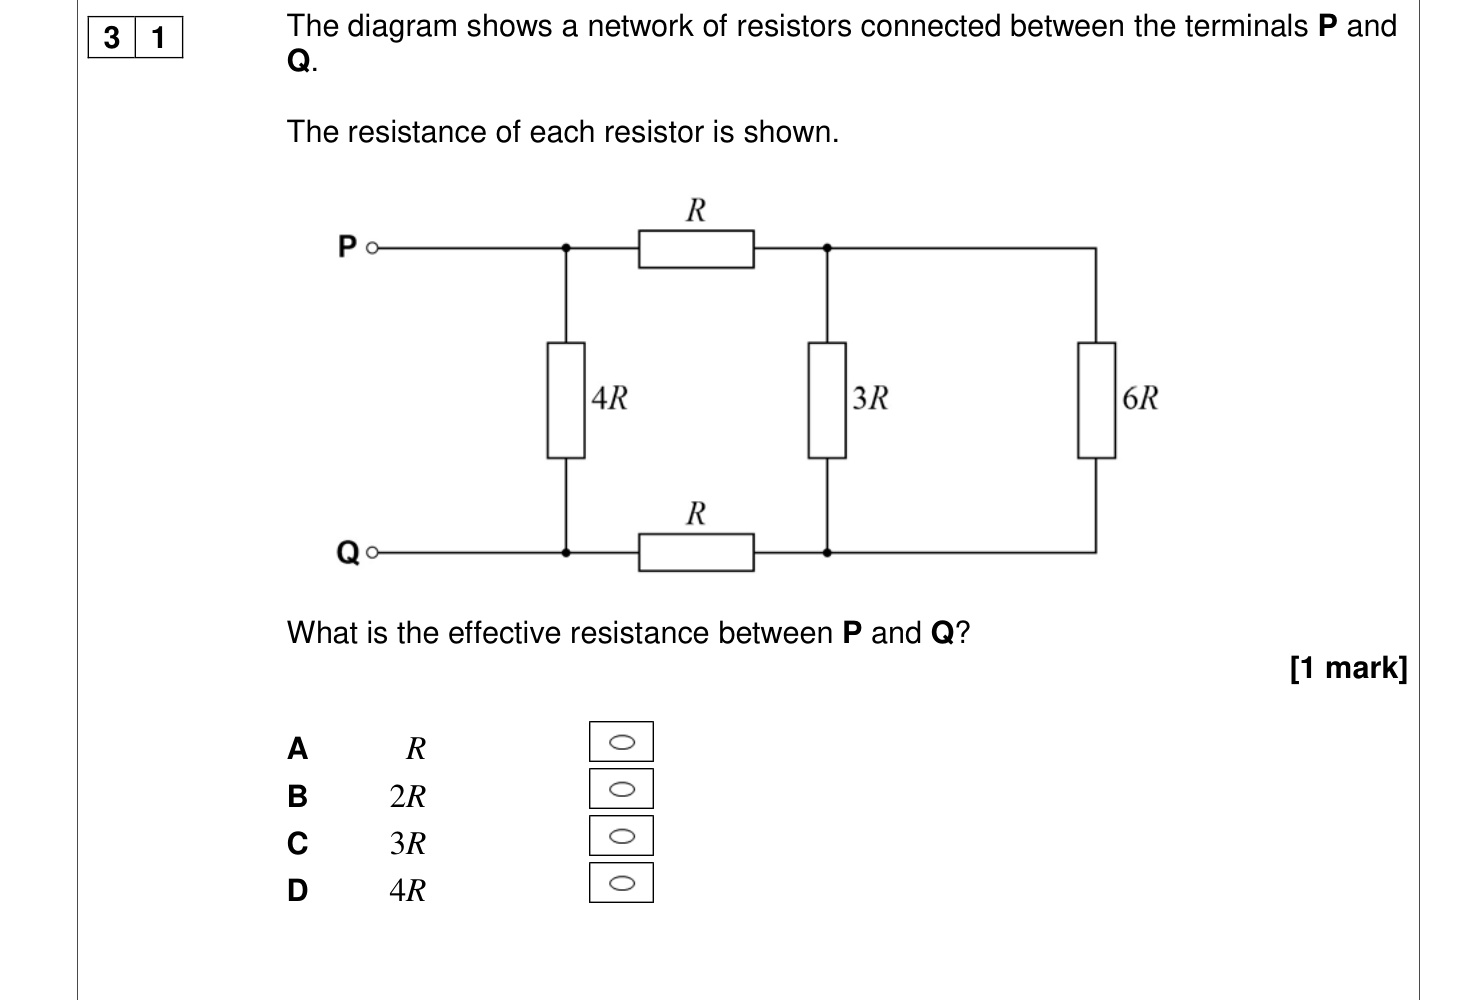 3 1
The diagram shows a network of resistors connected between the terminals P and
Q.
The resistance of each resistor is shown.
R
P
4R
3R
6R
R
Q
What is the effective resistance between P and Q?
[1 mark]
A R
B 2R
C 3R
D 4R